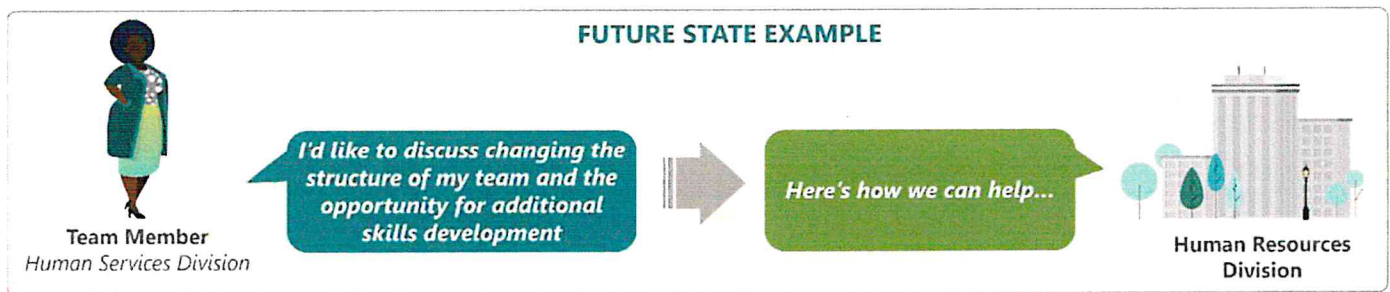 FUTURE STATE EXAMPLE
I'd like to discuss changing the
structure of my team and the
opportunity for additional
skills development
Here's how we can help...
Team Member
Human Services Division
Human Resources
Division